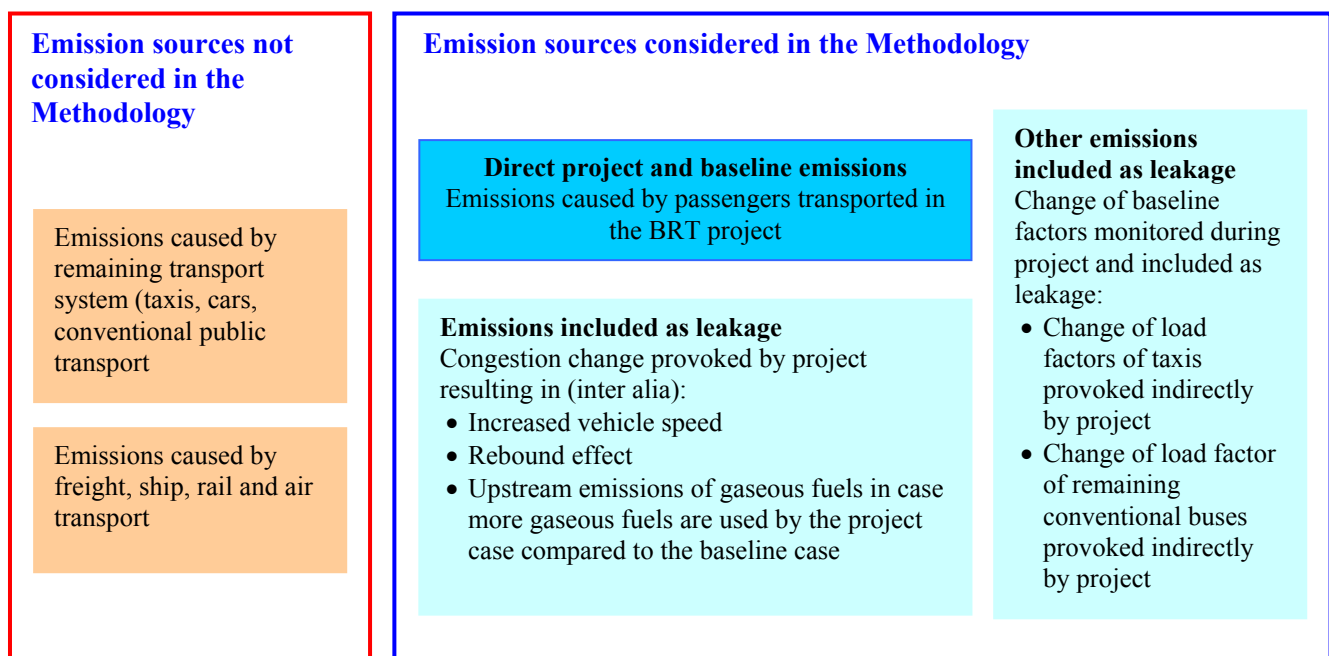 Emission sources not
considered in the
Methodology
Emissions caused by
remaining transport
system (taxis, cars,
conventional public
transport
Emissions caused by
freight, ship, rail and air
transport
Emission sources considered in the Methodology
Direct project and baseline emissions
Emissions caused by passengers transported in
the BRT project
Emissions included as leakage
Congestion change provoked by project
resulting in (inter alia):
• Increased vehicle speed
• Rebound effect
• Upstream emissions of gaseous fuels in case
more gaseous fuels are used by the project
case compared to the baseline case
Other emissions
included as leakage
Change of baseline
factors monitored during
project and included as
leakage:
• Change of load
factors of taxis
provoked indirectly
by project
• Change of load factor
of remaining
conventional buses
provoked indirectly
by project